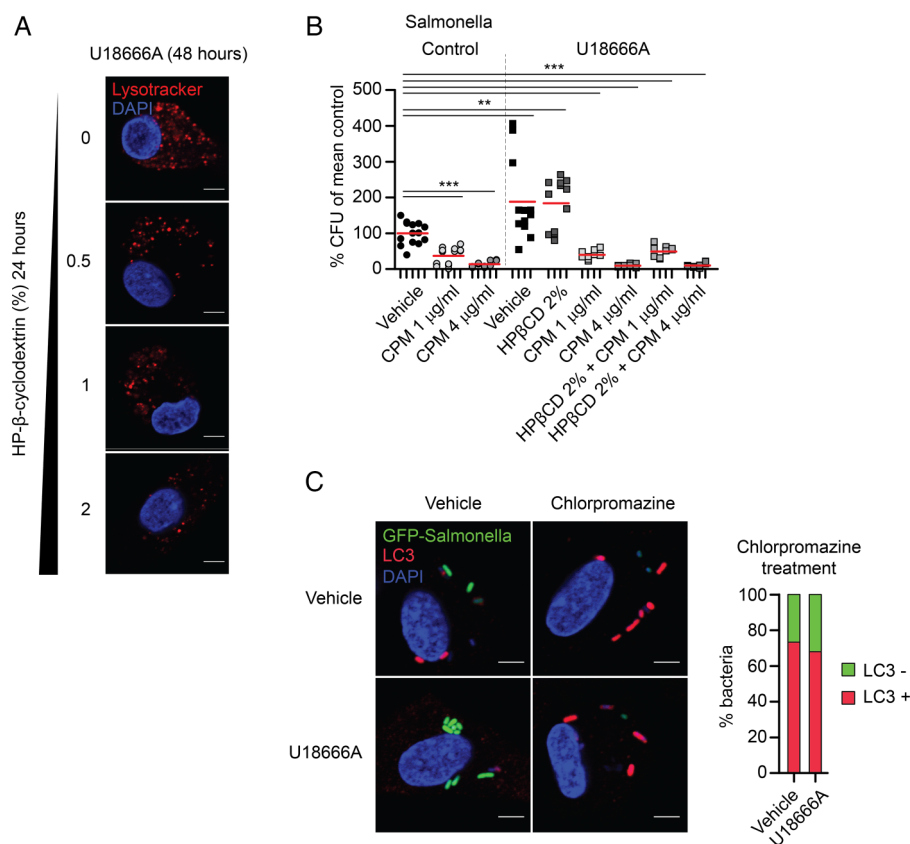 A
U18666A (48 hours)
Lysotracker
DAPI
HP-β-cyclodextrin (%) 24 hours
0
0.5
1
2
B
Salmonella
Control
U18666A
***
**
***
% CFU of mean control
500
400
300
200
100
0
Vehicle
CPM 1 μg/ml
CPM 4 μg/ml
Vehicle
HPβCD 2%
CPM 1 μg/ml
CPM 4 μg/ml
HPβCD 2% + CPM 1 μg/ml
HPβCD 2% + CPM 4 μg/ml
C
Vehicle
Chlorpromazine
GFP-Salmonella
LC3
DAPI
Vehicle
U18666A
Chlorpromazine
treatment
% bacteria
100
80
60
40
20
0
Vehicle
U18666A
LC3 -
LC3 +